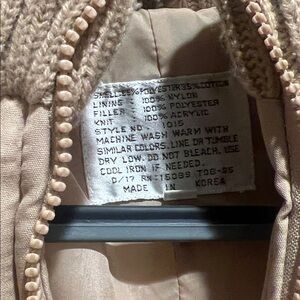 SHELL 65% POLYESTER 35% COTTON
LINING : 100% NYLON
FILLER : 100% POLYESTER
KNIT : 100% ACRYLIC
STYLE NO. 1015
MACHINE WASH WARM WITH
SIMILAR COLORS. LINE OR TUMBLE
DRY LOW. DO NOT BLEACH. USE
COOL IRON IF NEEDED.
RN:15083
MADE IN KOREA